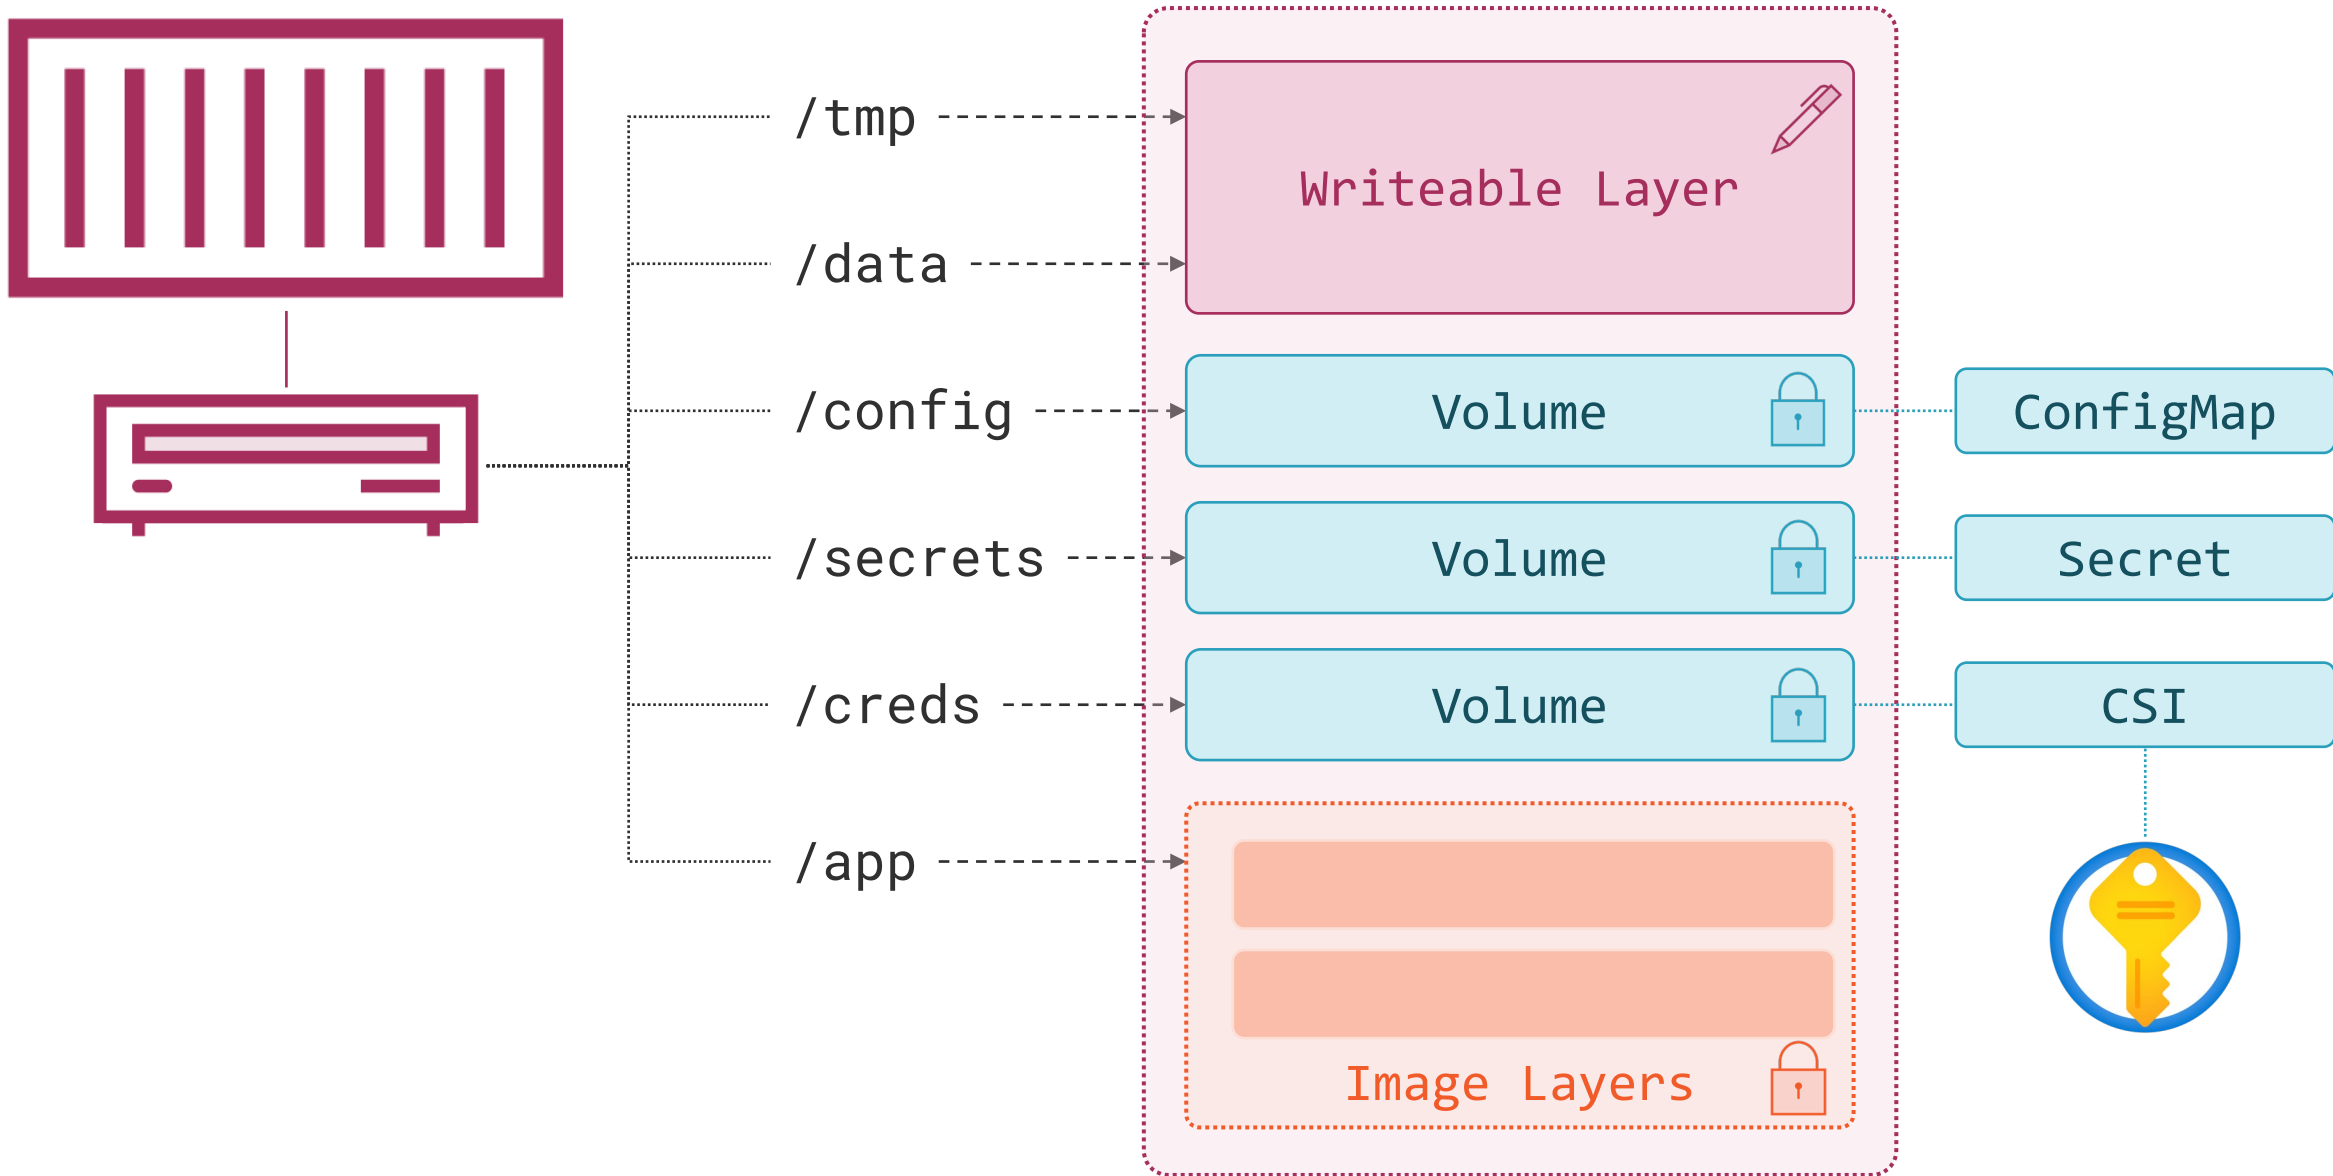 /tmp
Writeable Layer
/data
/config
Volume
ConfigMap
/secrets
Volume
Secret
/creds
Volume
CSI
/app
Image Layers